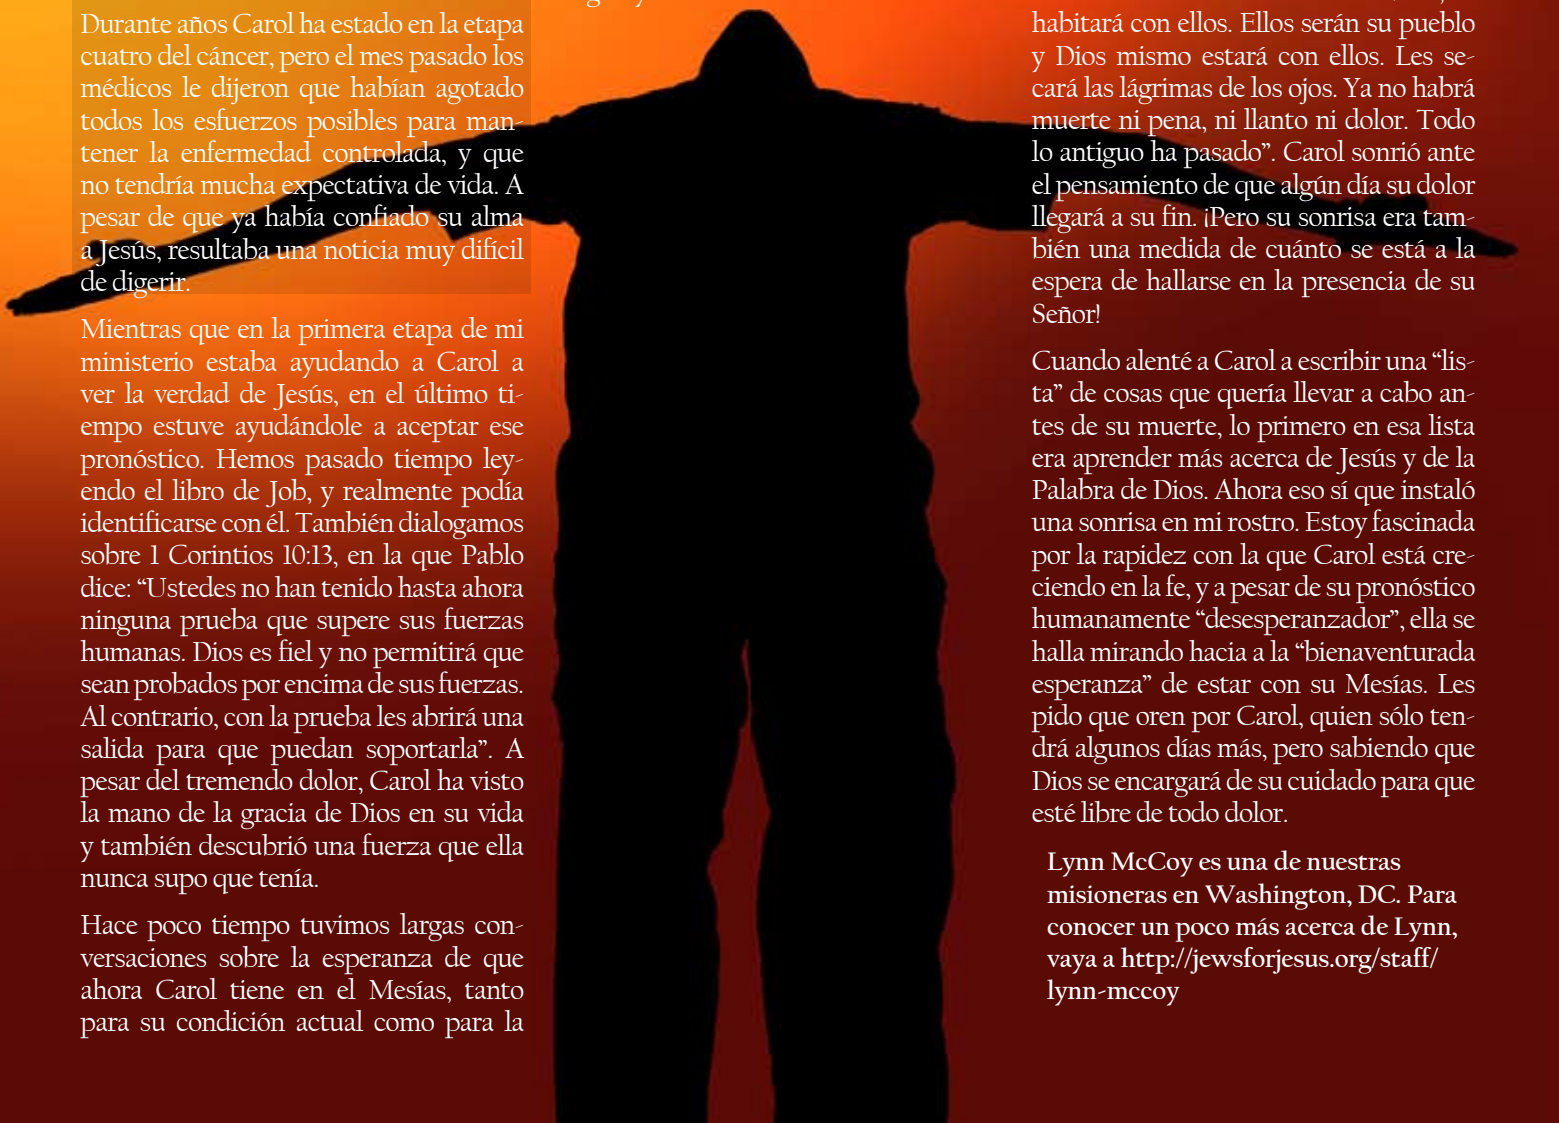 Durante años Carol ha estado en la etapa
cuatro del cáncer, pero el mes pasado los
médicos le dijeron que habían agotado
todos los esfuerzos posibles para man-
tener la enfermedad controlada, y que
no tendría mucha expectativa de vida. A
pesar de que ya había confiado su alma
a Jesús, resultaba una noticia muy difícil
de digerir.
Mientras que en la primera etapa de mi
ministerio estaba ayudando a Carol a
ver la verdad de Jesús, en el último ti-
empo estuve ayudándole a aceptar ese
pronóstico. Hemos pasado tiempo ley-
endo el libro de Job, y realmente podía
identificarse con él. También dialogamos
sobre 1 Corintios 10:13, en la que Pablo
dice: “Ustedes no han tenido hasta ahora
ninguna prueba que supere sus fuerzas
humanas. Dios es fiel y no permitirá que
sean probados por encima de sus fuerzas.
Al contrario, con la prueba les abrirá una
salida para que puedan soportarla”. A
pesar del tremendo dolor, Carol ha visto
la mano de la gracia de Dios en su vida
y también descubrió una fuerza que ella
nunca supo que tenía.
Hace poco tiempo tuvimos largas con-
versaciones sobre la esperanza de que
ahora Carol tiene en el Mesías, tanto
para su condición actual como para la
habitará con ellos. Ellos serán su pueblo
y Dios mismo estará con ellos. Les se-
cará las lágrimas de los ojos. Ya no habrá
muerte ni pena, ni llanto ni dolor. Todo
lo antiguo ha pasado”. Carol sonrió ante
el pensamiento de que algún día su dolor
llegará a su fin. ¡Pero su sonrisa era tam-
bién una medida de cuánto se está a la
espera de hallarse en la presencia de su
Señor!
Cuando alenté a Carol a escribir una “lis-
ta” de cosas que quería llevar a cabo an-
tes de su muerte, lo primero en esa lista
era aprender más acerca de Jesús y de la
Palabra de Dios. Ahora eso sí que instaló
una sonrisa en mi rostro. Estoy fascinada
por la rapidez con la que Carol está cre-
ciendo en la fe, y a pesar de su pronóstico
humanamente “desesperanzador”, ella se
halla mirando hacia a la “bienaventurada
esperanza” de estar con su Mesías. Les
pido que oren por Carol, quien sólo ten-
drá algunos días más, pero sabiendo que
Dios se encargará de su cuidado para que
esté libre de todo dolor.
Lynn McCoy es una de nuestras
misioneras en Washington, DC. Para
conocer un poco más acerca de Lynn,
vaya a http://jewsforjesus.org/staff/
lynn-mccoy